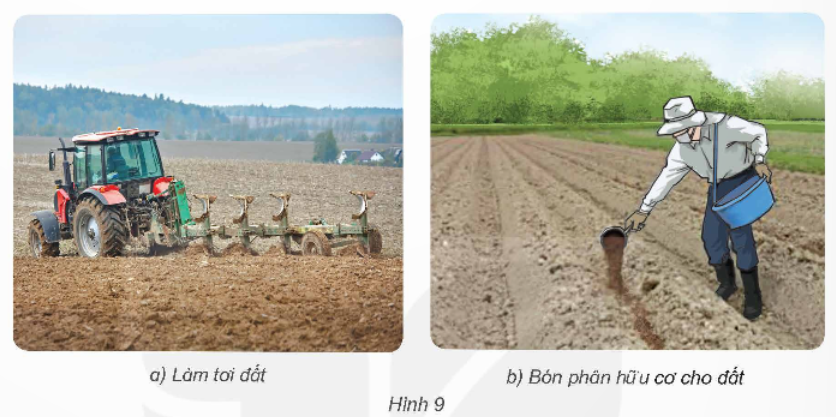 a) Làm tơi đất
b) Bón phân hữu cơ cho đất
Hình 9